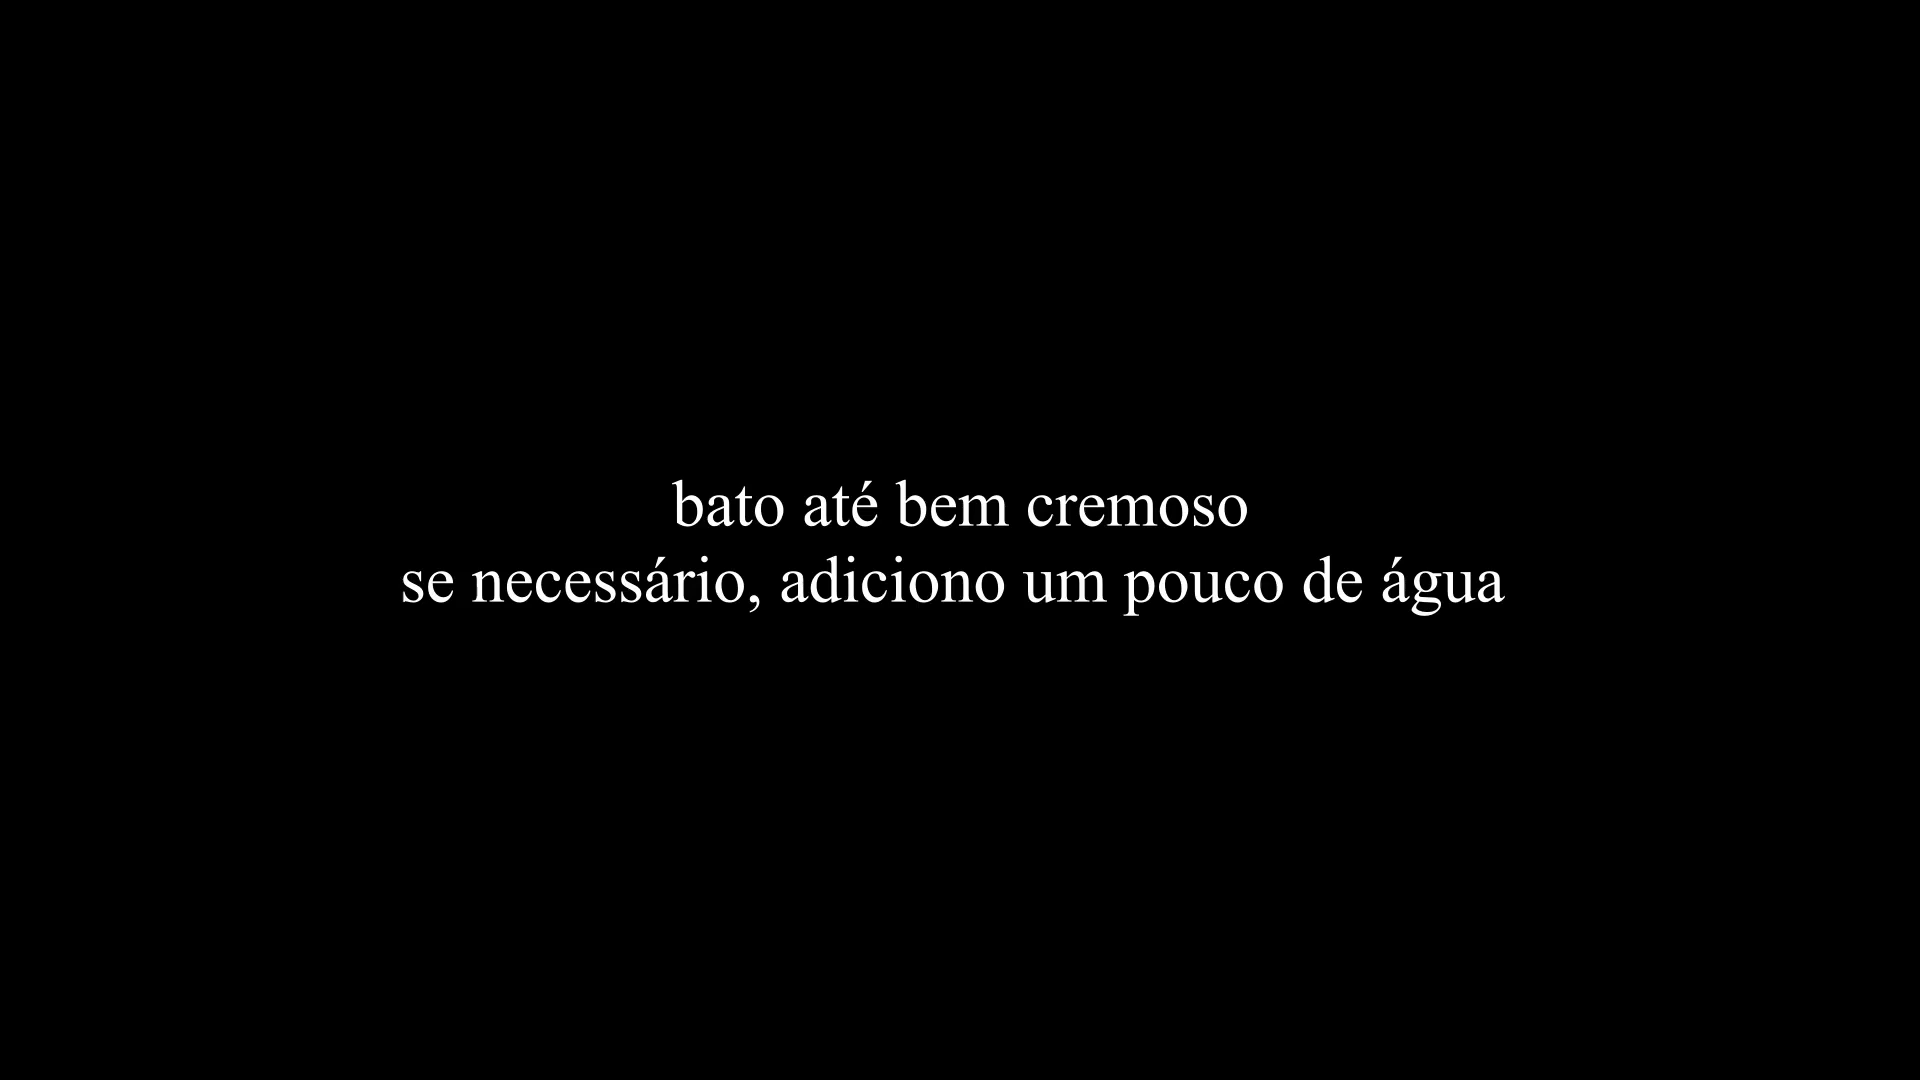 bato até bem cremoso
se necessário, adiciono um pouco de água